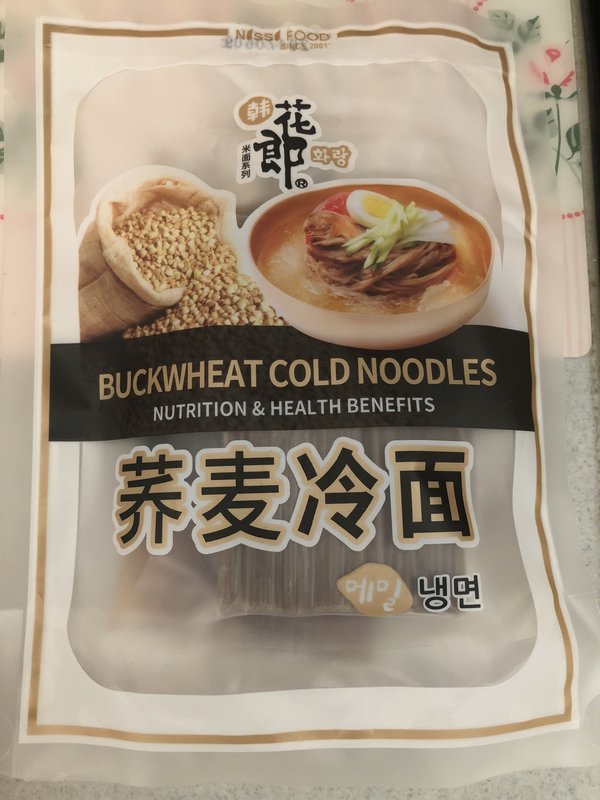 NISSI FOOD
SINCE 2001
韩
花郎®
화랑
米面系列
BUCKWHEAT COLD NOODLES
NUTRITION & HEALTH BENEFITS
荞麦冷面
메밀 냉면